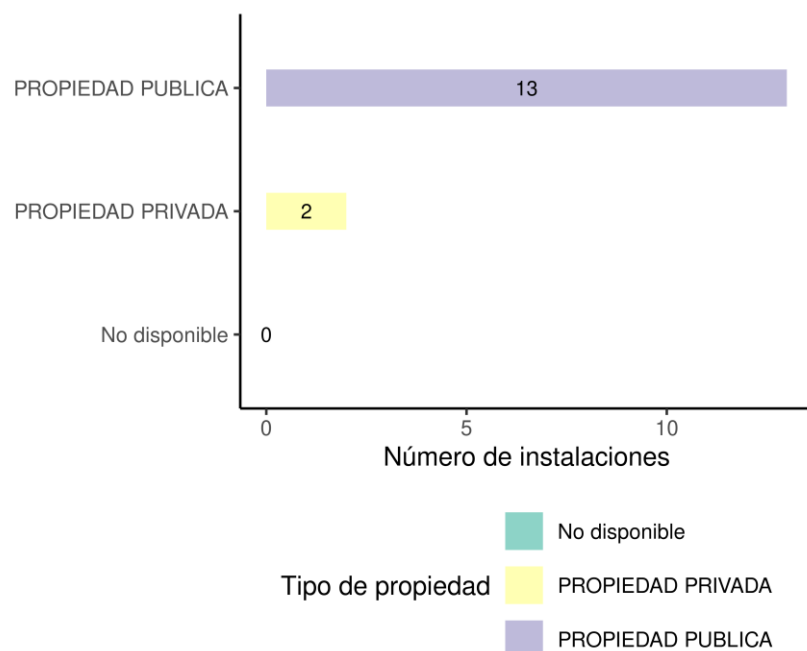 PROPIEDAD PUBLICA
13
PROPIEDAD PRIVADA
2
No disponible
0
0 5 10
Número de instalaciones
Tipo de propiedad
No disponible
PROPIEDAD PRIVADA
PROPIEDAD PUBLICA